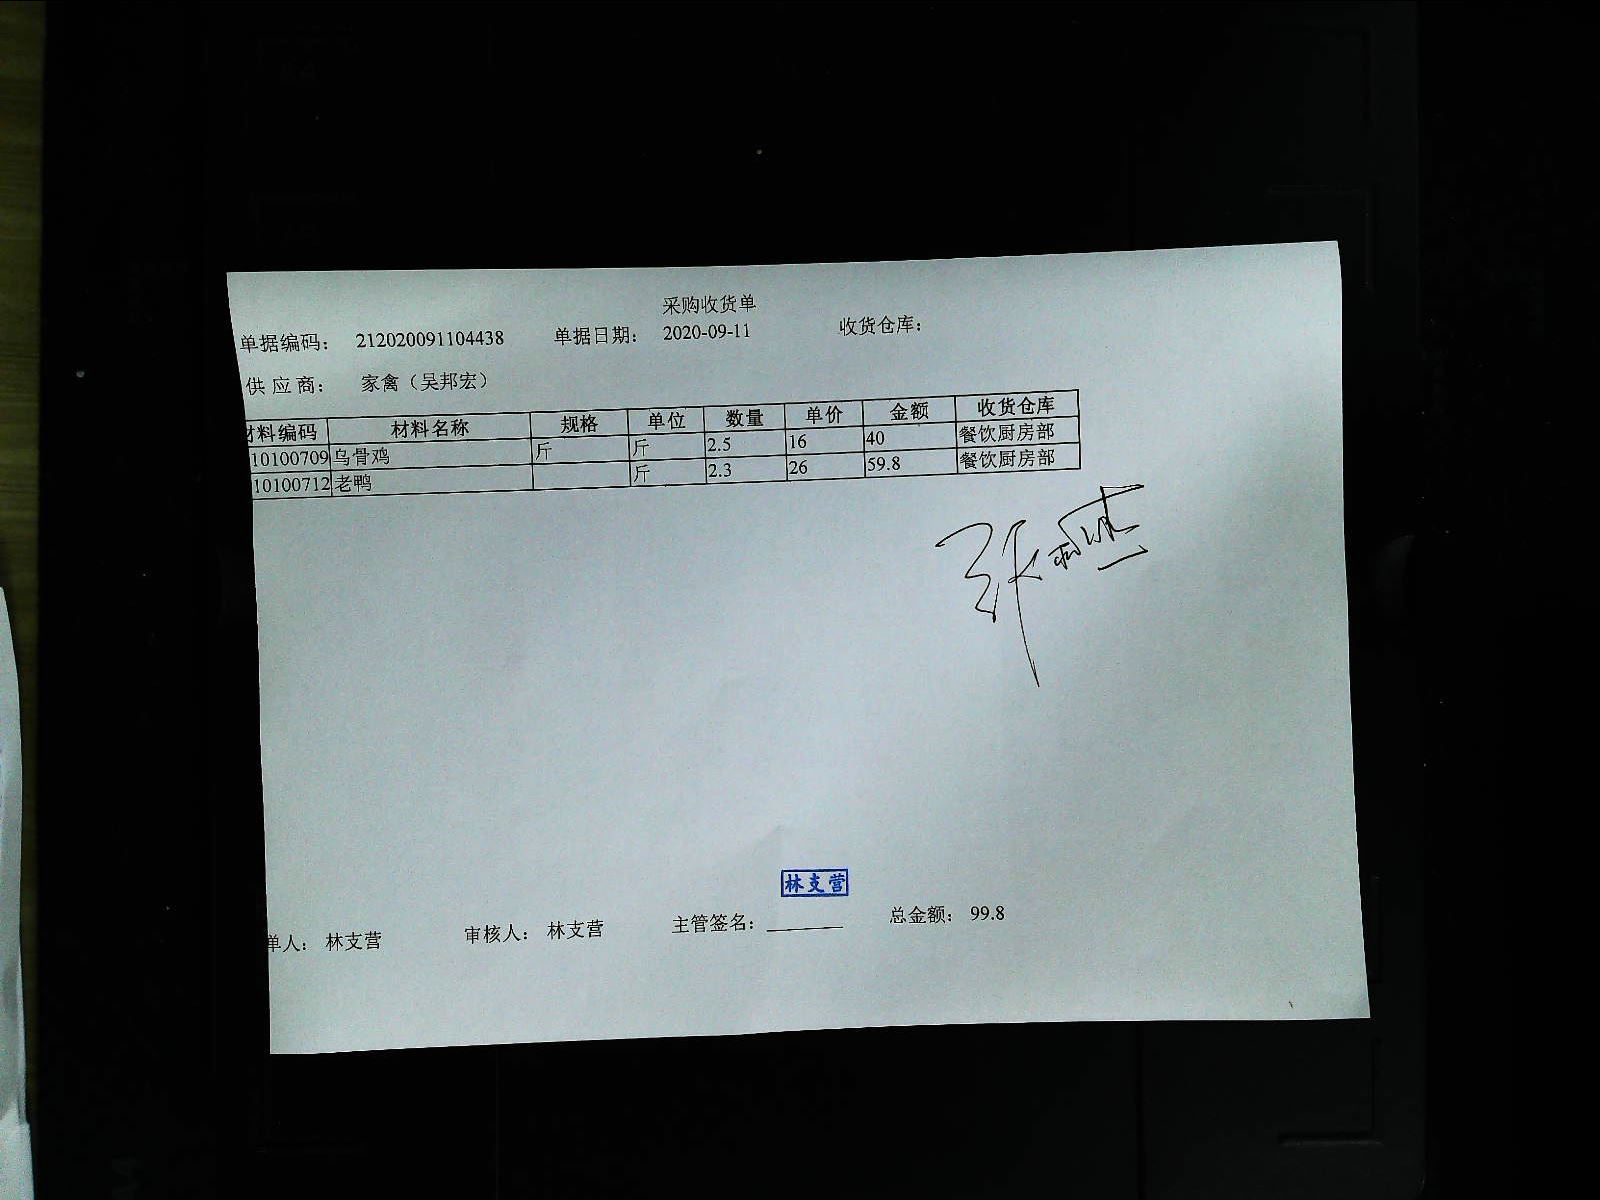 采购收货单
单据编码： 212020091104438 单据日期： 2020-09-11 收货仓库：
供应商： 家禽（吴邦宏）
材料编码 材料名称 规格 单位 数量 单价 金额 收货仓库
10100709 乌骨鸡 斤 斤 2.5 16 40 餐饮厨房部
10100712 老鸭 斤 2.3 26 59.8 餐饮厨房部
林支营
单人： 林支营 审核人： 林支营 主管签名： 总金额： 99.8